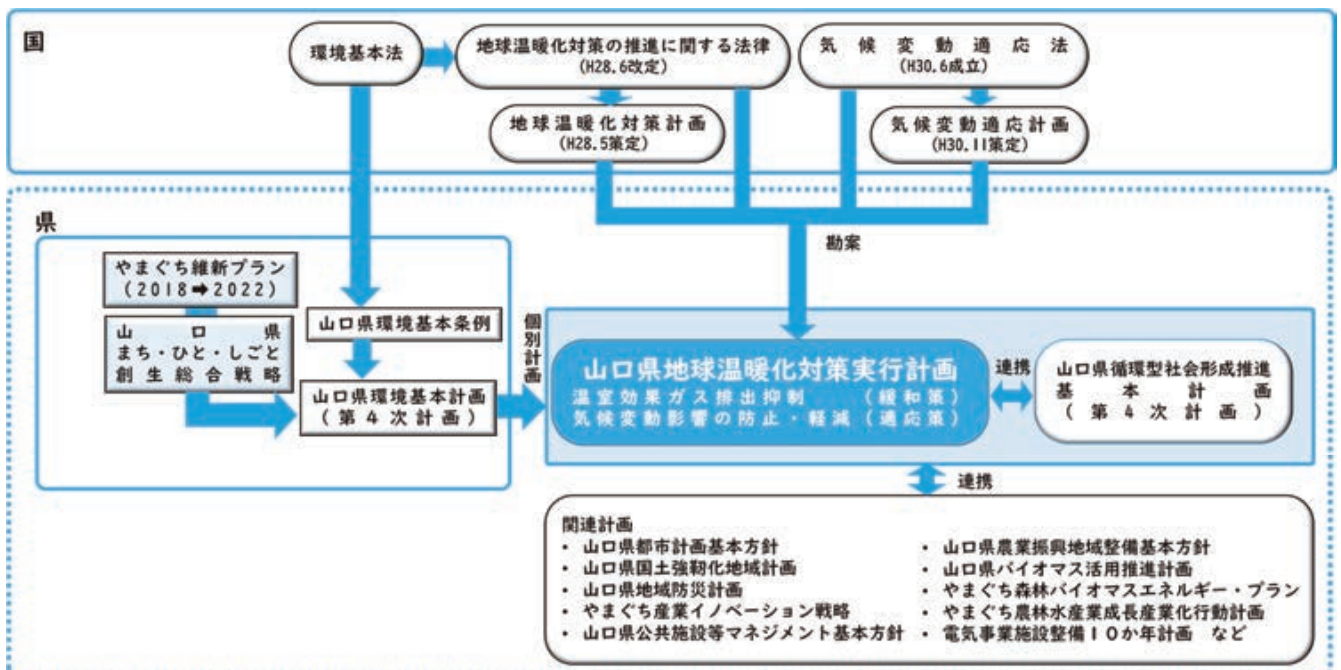 国
環境基本法
地球温暖化対策の推進に関する法律
(H28.6改定)
気候変動適応法
(H30.6成立)
地球温暖化対策計画
(H28.5策定)
気候変動適応計画
(H30.11策定)
県
勘案
やまぐち維新プラン
(2018➡2022)
山口県
まち・ひと・しごと
創生総合戦略
山口県環境基本条例
山口県環境基本計画
(第4次計画)
個別計画
山口県地球温暖化対策実行計画
温室効果ガス排出抑制 (緩和策)
気候変動影響の防止・軽減 (適応策)
連携
山口県循環型社会形成推進
基本計画
(第4次計画)
連携
関連計画
・ 山口県都市計画基本方針
・ 山口県国土強靭化地域計画
・ 山口県地域防災計画
・ やまぐち産業イノベーション戦略
・ 山口県公共施設等マネジメント基本方針
・ 山口県農業振興地域整備基本方針
・ 山口県バイオマス活用推進計画
・ やまぐち森林バイオマスエネルギー・プラン
・ やまぐち農林水産業成長産業化行動計画
・ 電気事業施設整備10か年計画 など